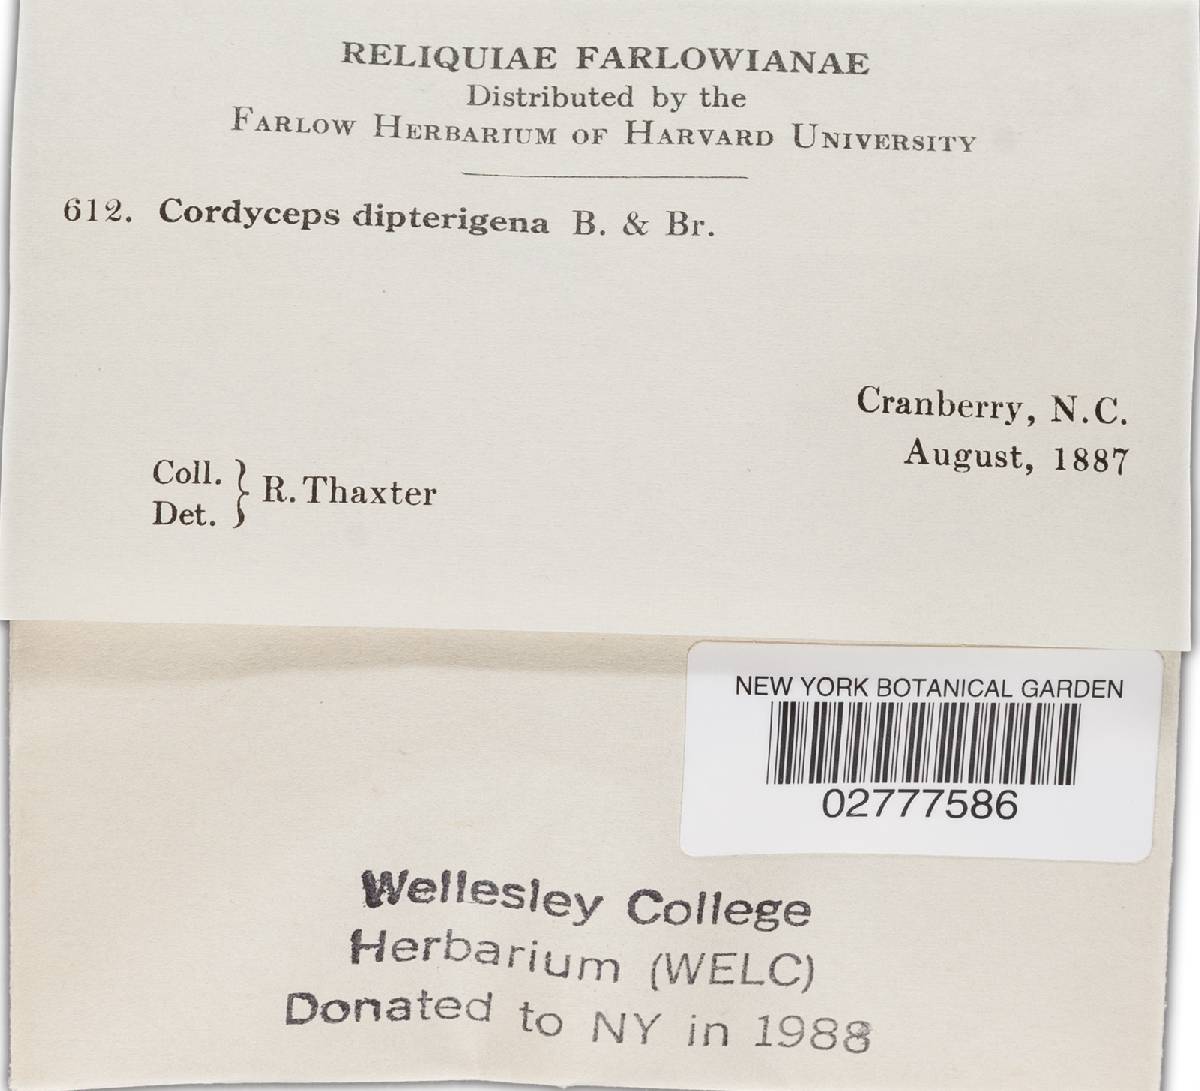 RELIQUIAE FARLOWIANAE
Distributed by the
FARLOW HERBARIUM OF HARVARD UNIVERSITY
612. Cordyceps dipterigena B. & Br.
Cranberry, N.C.
August, 1887
Coll. } R. Thaxter
Det.
NEW YORK BOTANICAL GARDEN
02777586
Wellesley College
Herbarium (WELC)
Donated to NY in 1988